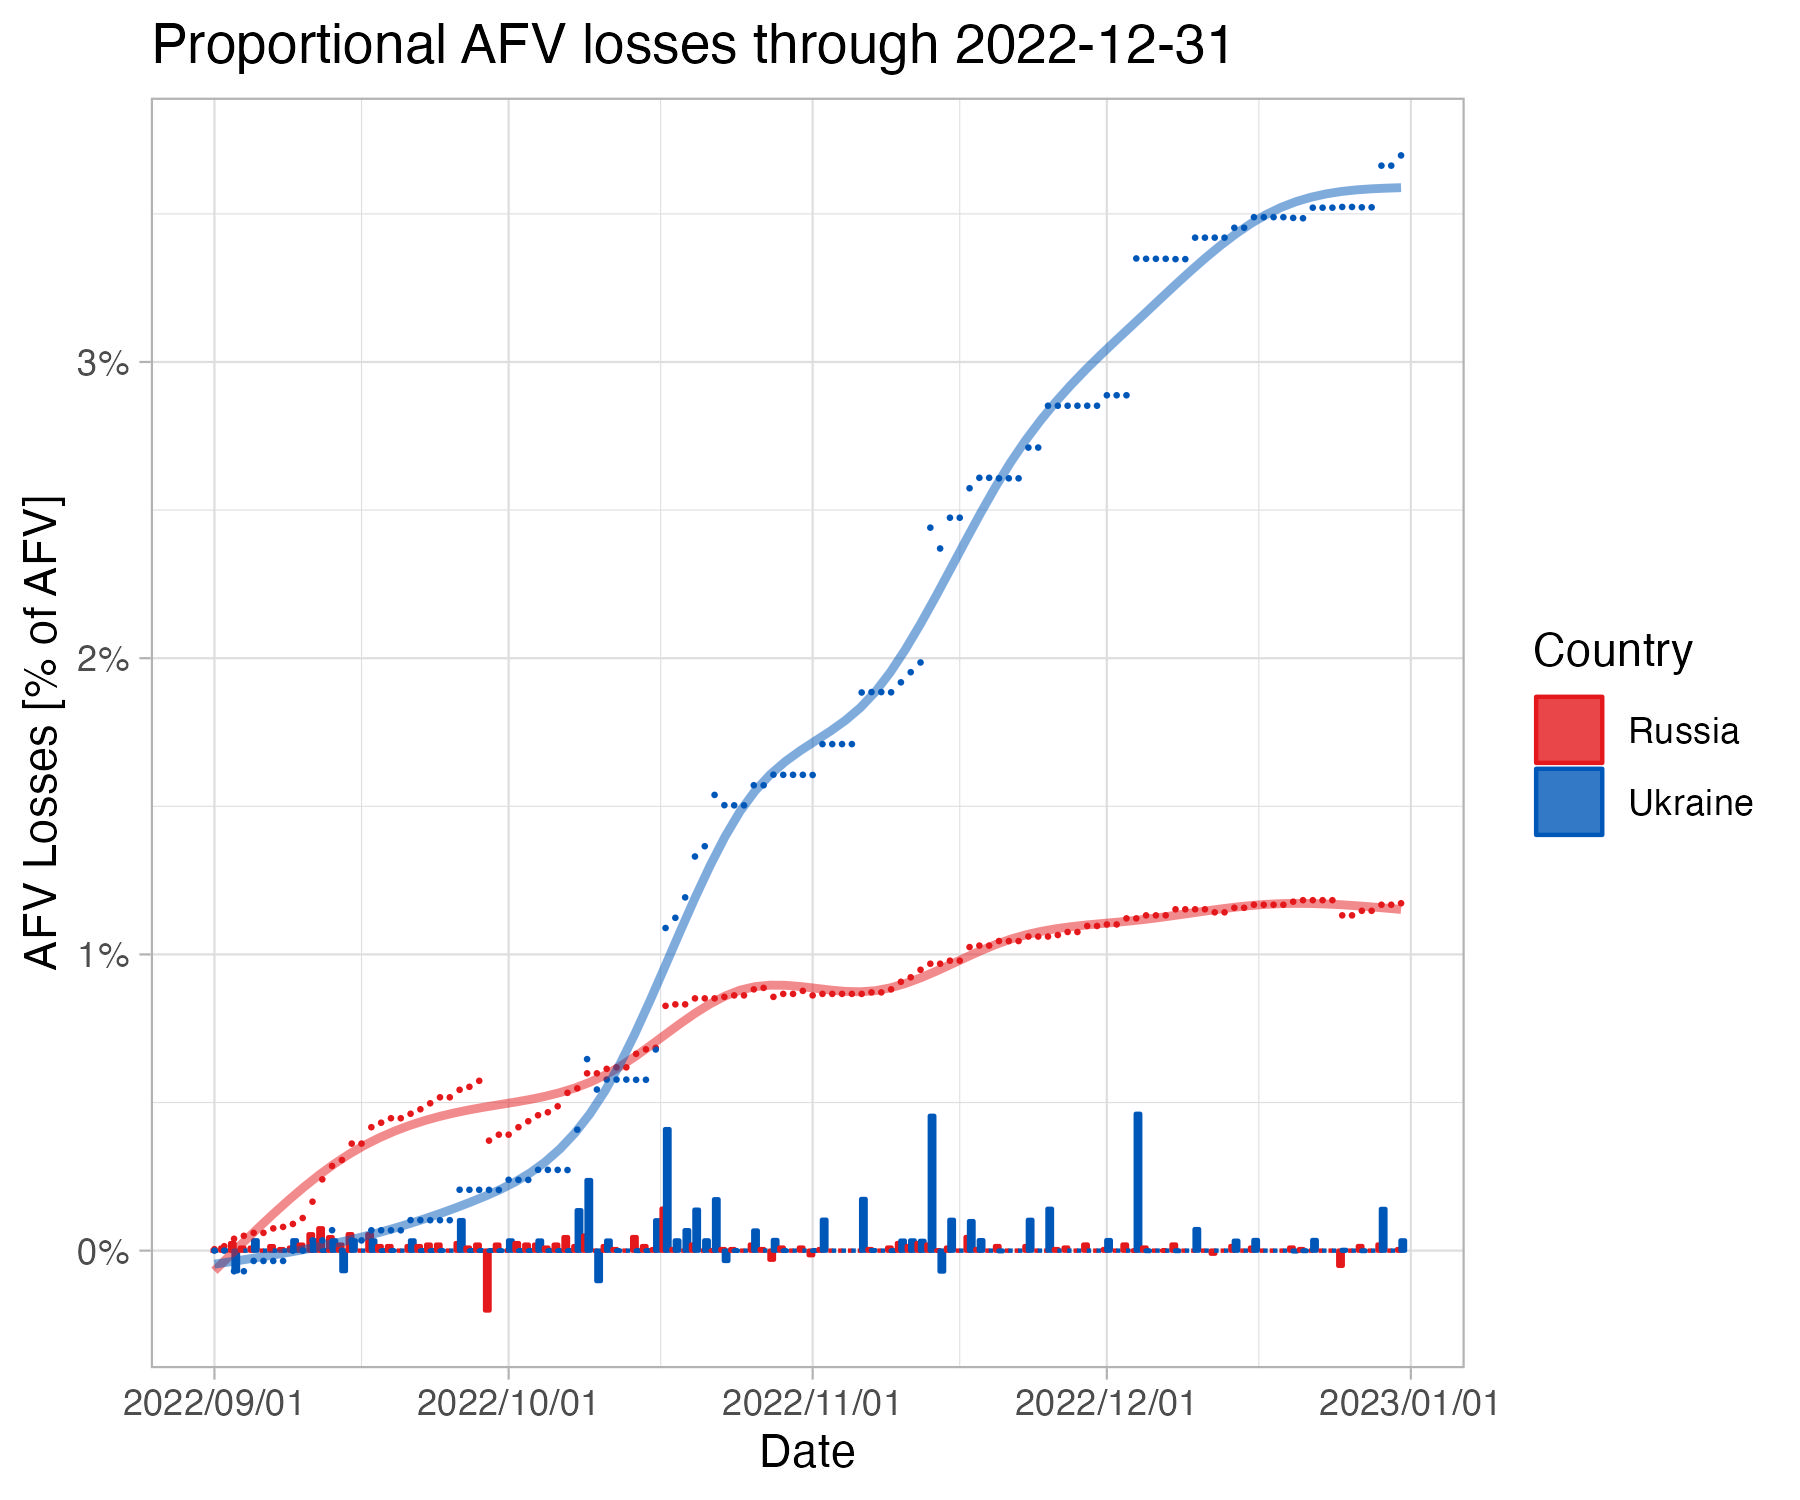 Proportional AFV losses through 2022-12-31
AFV Losses [% of AFV]
3%
2%
1%
0%
2022/09/01 2022/10/01 2022/11/01 2022/12/01 2023/01/01
Date
Country
Russia
Ukraine